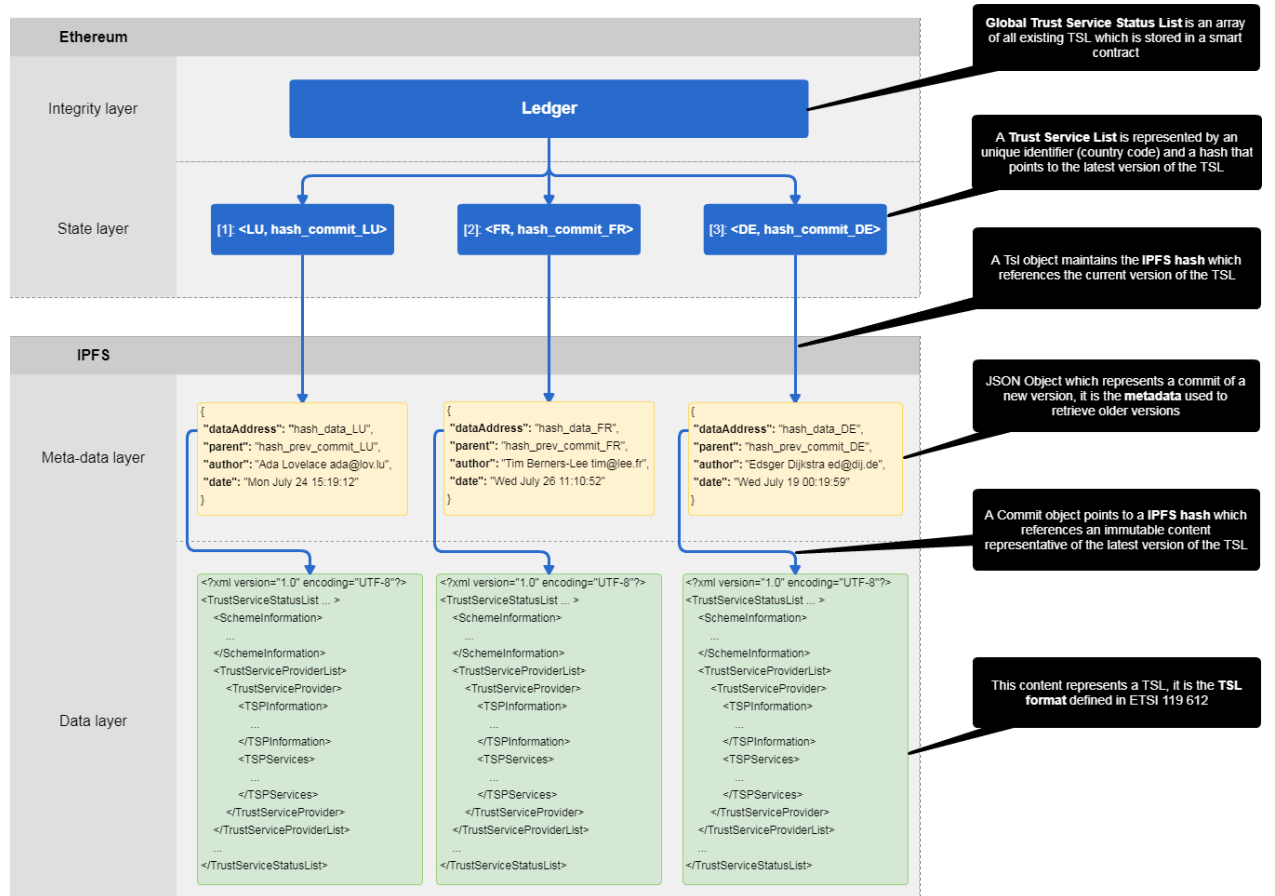 Ethereum
Integrity layer
Ledger
State layer
[1]: <LU, hash_commit_LU>
[2]: <FR, hash_commit_FR>
[3]: <DE, hash_commit_DE>
Global Trust Service Status List is an array
of all existing TSL which is stored in a smart
contract
A Trust Service List is represented by an
unique identifier (country code) and a hash that
points to the latest version of the TSL
A Tsl object maintains the IPFS hash which
references the current version of the TSL
IPFS
Meta-data layer
{
"dataAddress": "hash_data_LU",
"parent": "hash_prev_commit_LU",
"author": "Ada Lovelace ada@lov.lu",
"date": "Mon July 24 15:19:12"
}
{
"dataAddress": "hash_data_FR",
"parent": "hash_prev_commit_FR",
"author": "Tim Berners-Lee tim@lee.fr",
"date": "Wed July 26 11:10:52"
}
{
"dataAddress": "hash_data_DE",
"parent": "hash_prev_commit_DE",
"author": "Edsger Dijkstra ed@dij.de",
"date": "Wed July 19 00:19:59"
}
JSON Object which represents a commit of a
new version, it is the metadata used to
retrieve older versions
A Commit object points to a IPFS hash which
references an immutable content
representative of the latest version of the TSL
Data layer
<?xml version="1.0" encoding="UTF-8"?>
<TrustServiceStatusList ... >
<SchemeInformation>
...
</SchemeInformation>
<TrustServiceProviderList>
<TrustServiceProvider>
<TSPInformation>
...
</TSPInformation>
<TSPServices>
...
</TSPServices>
</TrustServiceProvider>
</TrustServiceProviderList>
...
</TrustServiceStatusList>
<?xml version="1.0" encoding="UTF-8"?>
<TrustServiceStatusList ... >
<SchemeInformation>
...
</SchemeInformation>
<TrustServiceProviderList>
<TrustServiceProvider>
<TSPInformation>
...
</TSPInformation>
<TSPServices>
...
</TSPServices>
</TrustServiceProvider>
</TrustServiceProviderList>
...
</TrustServiceStatusList>
<?xml version="1.0" encoding="UTF-8"?>
<TrustServiceStatusList ... >
<SchemeInformation>
...
</SchemeInformation>
<TrustServiceProviderList>
<TrustServiceProvider>
<TSPInformation>
...
</TSPInformation>
<TSPServices>
...
</TSPServices>
</TrustServiceProvider>
</TrustServiceProviderList>
...
</TrustServiceStatusList>
This content represents a TSL, it is the TSL
format defined in ETSI 119 612